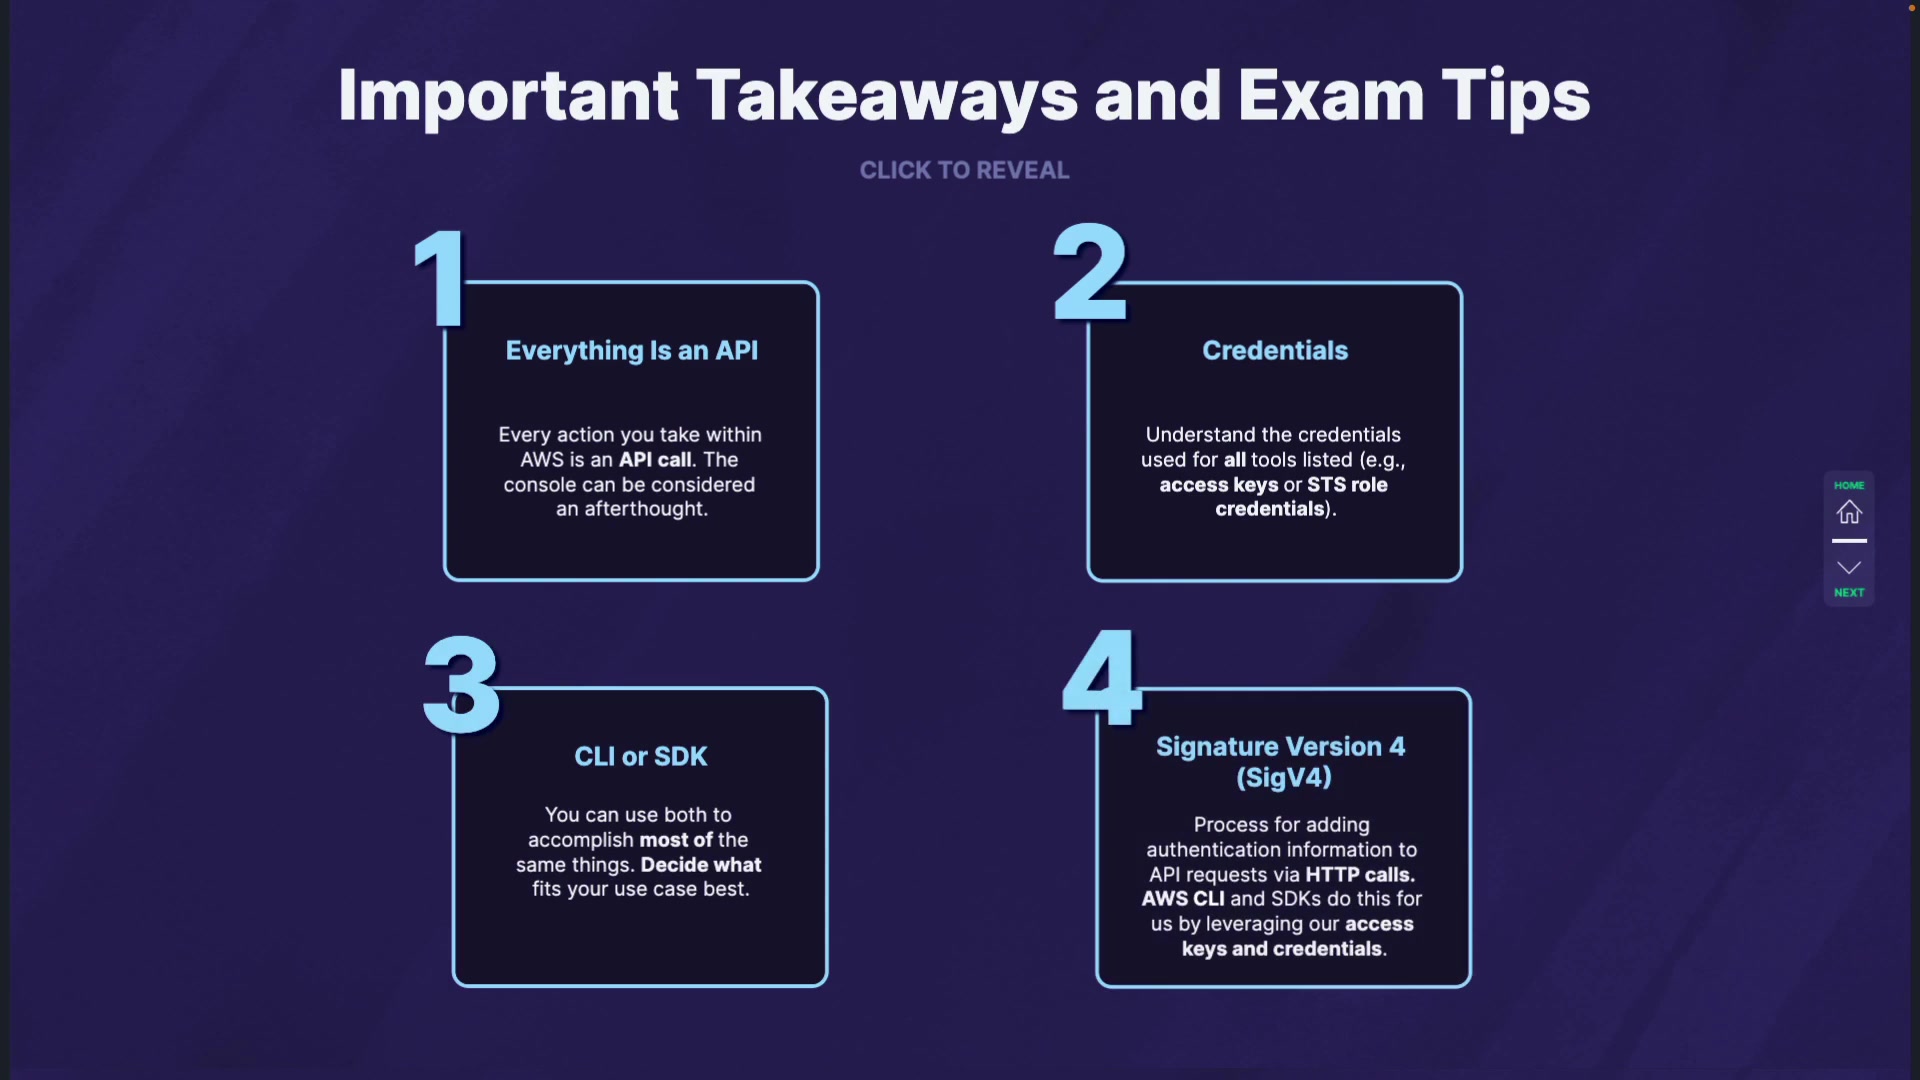 Important Takeaways and Exam Tips
CLICK TO REVEAL
1
Everything Is an API
Every action you take within
AWS is an API call. The
console can be considered
an afterthought.
2
Credentials
Understand the credentials
used for all tools listed (e.g.,
access keys or STS role
credentials).
3
CLI or SDK
You can use both to
accomplish most of the
same things. Decide what
fits your use case best.
4
Signature Version 4
(SigV4)
Process for adding
authentication information to
API requests via HTTP calls.
AWS CLI and SDKs do this for
us by leveraging our access
keys and credentials.
HOME
NEXT